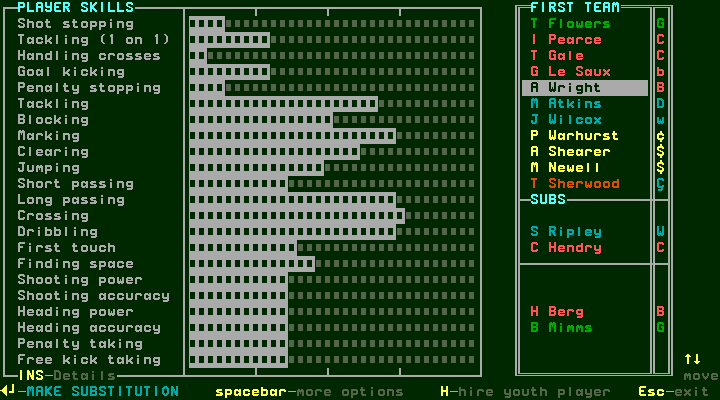 PLAYER SKILLS
Shot stopping
Tackling (1 on 1)
Handling crosses
Goal kicking
Penalty stopping
Tackling
Blocking
Marking
Clearing
Jumping
Short passing
Long passing
Crossing
Dribbling
First touch
Finding space
Shooting power
Shooting accuracy
Heading power
Heading accuracy
Penalty taking
Free kick taking
INS-Details
FIRST TEAM
T Flowers G
I Pearce C
T Gale C
G Le Saux b
A Wright B
M Atkins D
J Wilcox w
P Warhurst ¢
A Shearer $
M Newell $
T Sherwood Ç
SUBS
S Ripley W
C Hendry C
H Berg B
B Mimms G
↑↓
move
↵-MAKE SUBSTITUTION spacebar-more options H-hire youth player Esc-exit